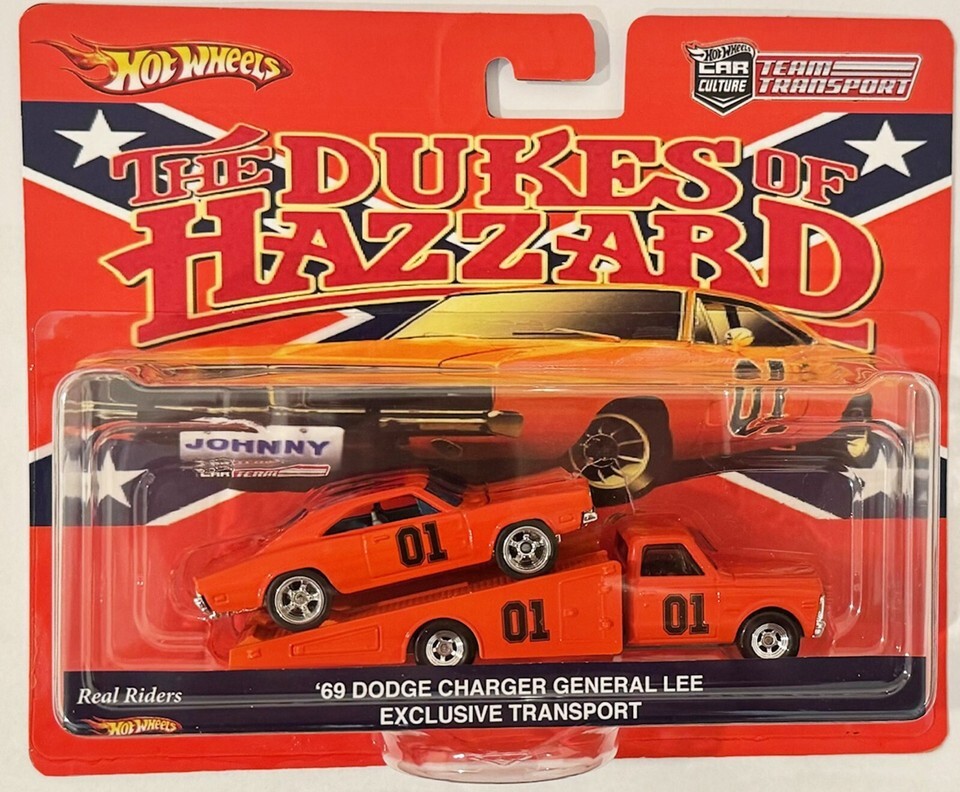 HOT WHEELS
HOT WHEELS
CAR
CULTURE
TEAM
TRANSPORT
THE DUKES OF
HAZZARD
01
JOHNNY
01
01
01
Real Riders
HOT WHEELS
'69 DODGE CHARGER GENERAL LEE
EXCLUSIVE TRANSPORT